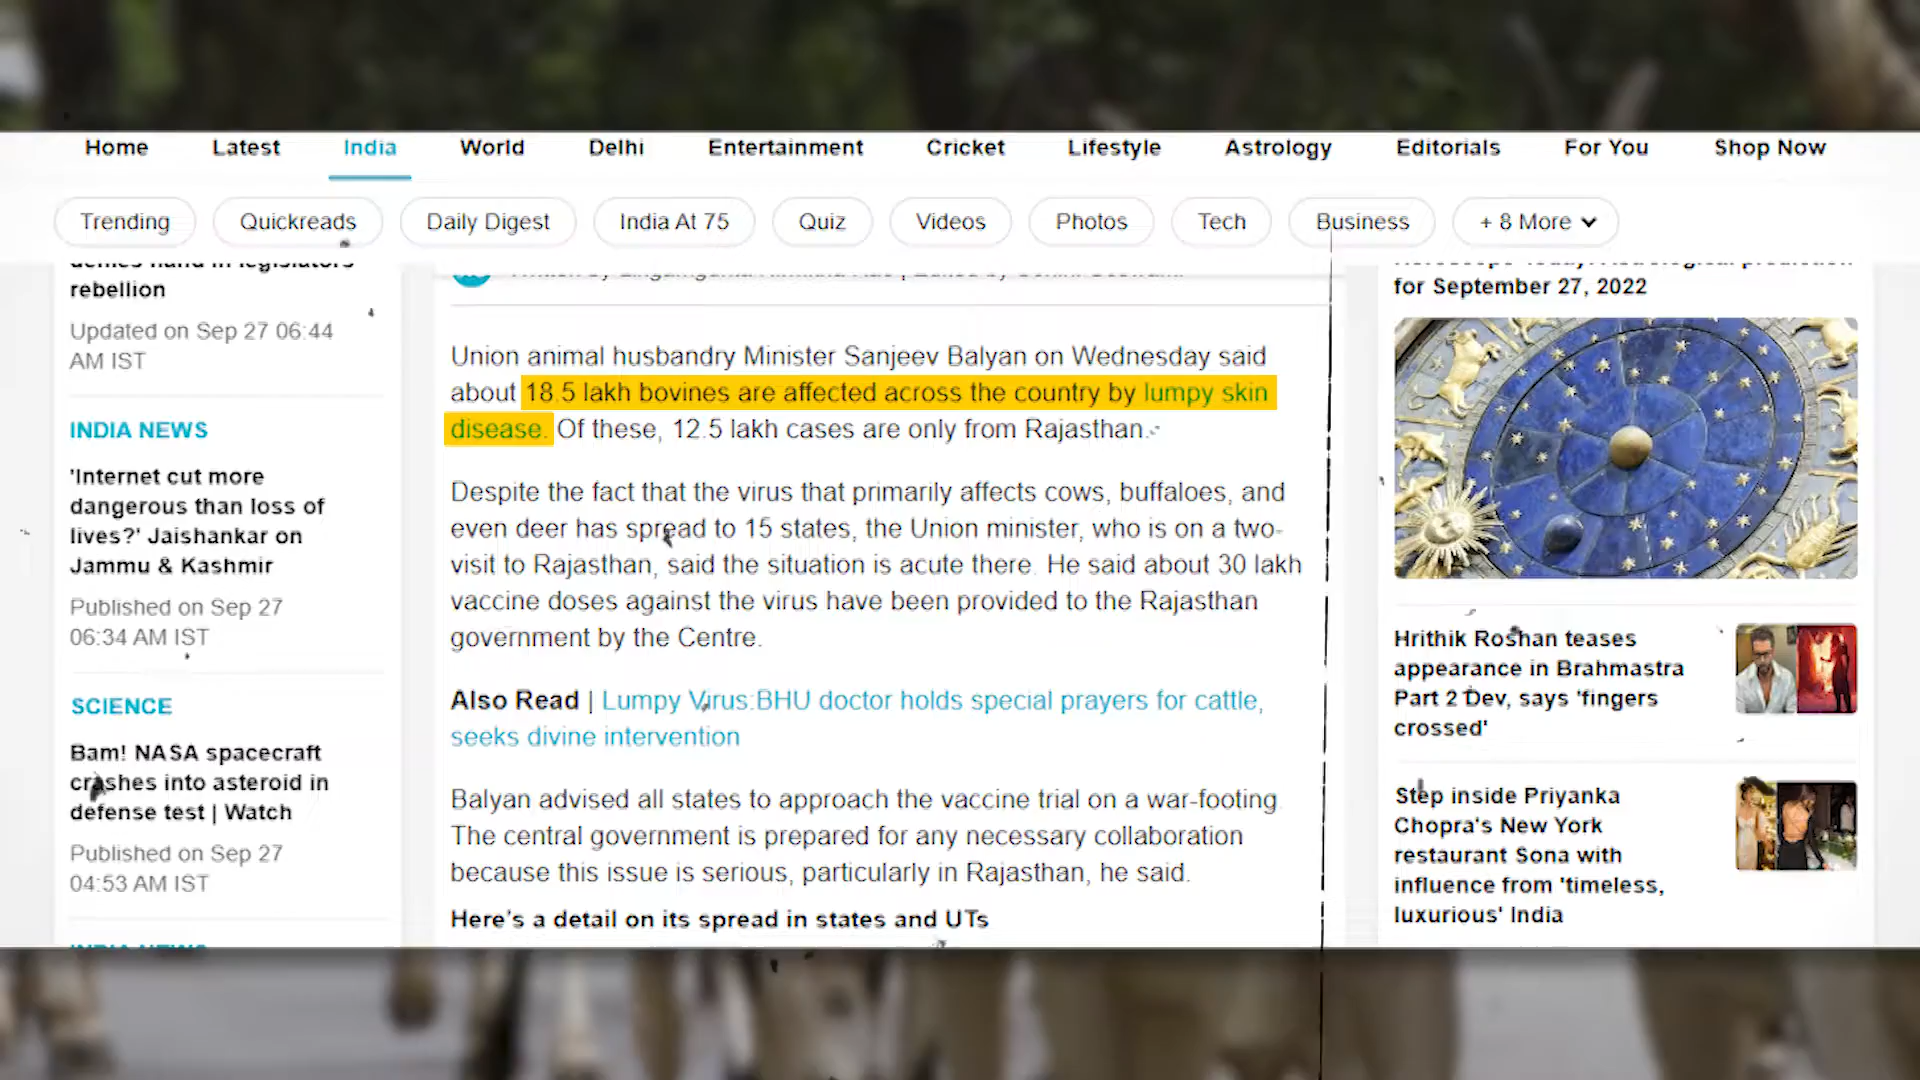 Home Latest India World Delhi Entertainment Cricket Lifestyle Astrology Editorials For You Shop Now
Trending Quickreads Daily Digest India At 75 Quiz Videos Photos Tech Business + 8 More
denies hand in legislators'
rebellion
Updated on Sep 27 06:44
AM IST
INDIA NEWS
'Internet cut more
dangerous than loss of
lives?' Jaishankar on
Jammu & Kashmir
Published on Sep 27
06:34 AM IST
SCIENCE
Bam! NASA spacecraft
crashes into asteroid in
defense test | Watch
Published on Sep 27
04:53 AM IST
INDIA NEWS
Union animal husbandry Minister Sanjeev Balyan on Wednesday said
about 18.5 lakh bovines are affected across the country by lumpy skin
disease. Of these, 12.5 lakh cases are only from Rajasthan.
Despite the fact that the virus that primarily affects cows, buffaloes, and
even deer has spread to 15 states, the Union minister, who is on a two-
visit to Rajasthan, said the situation is acute there. He said about 30 lakh
vaccine doses against the virus have been provided to the Rajasthan
government by the Centre.
Also Read | Lumpy Virus:BHU doctor holds special prayers for cattle,
seeks divine intervention
Balyan advised all states to approach the vaccine trial on a war-footing
The central government is prepared for any necessary collaboration
because this issue is serious, particularly in Rajasthan, he said.
Here's a detail on its spread in states and UTs
for September 27, 2022
Hrithik Roshan teases
appearance in Brahmastra
Part 2 Dev, says 'fingers
crossed'
Step inside Priyanka
Chopra's New York
restaurant Sona with
influence from 'timeless,
luxurious' India